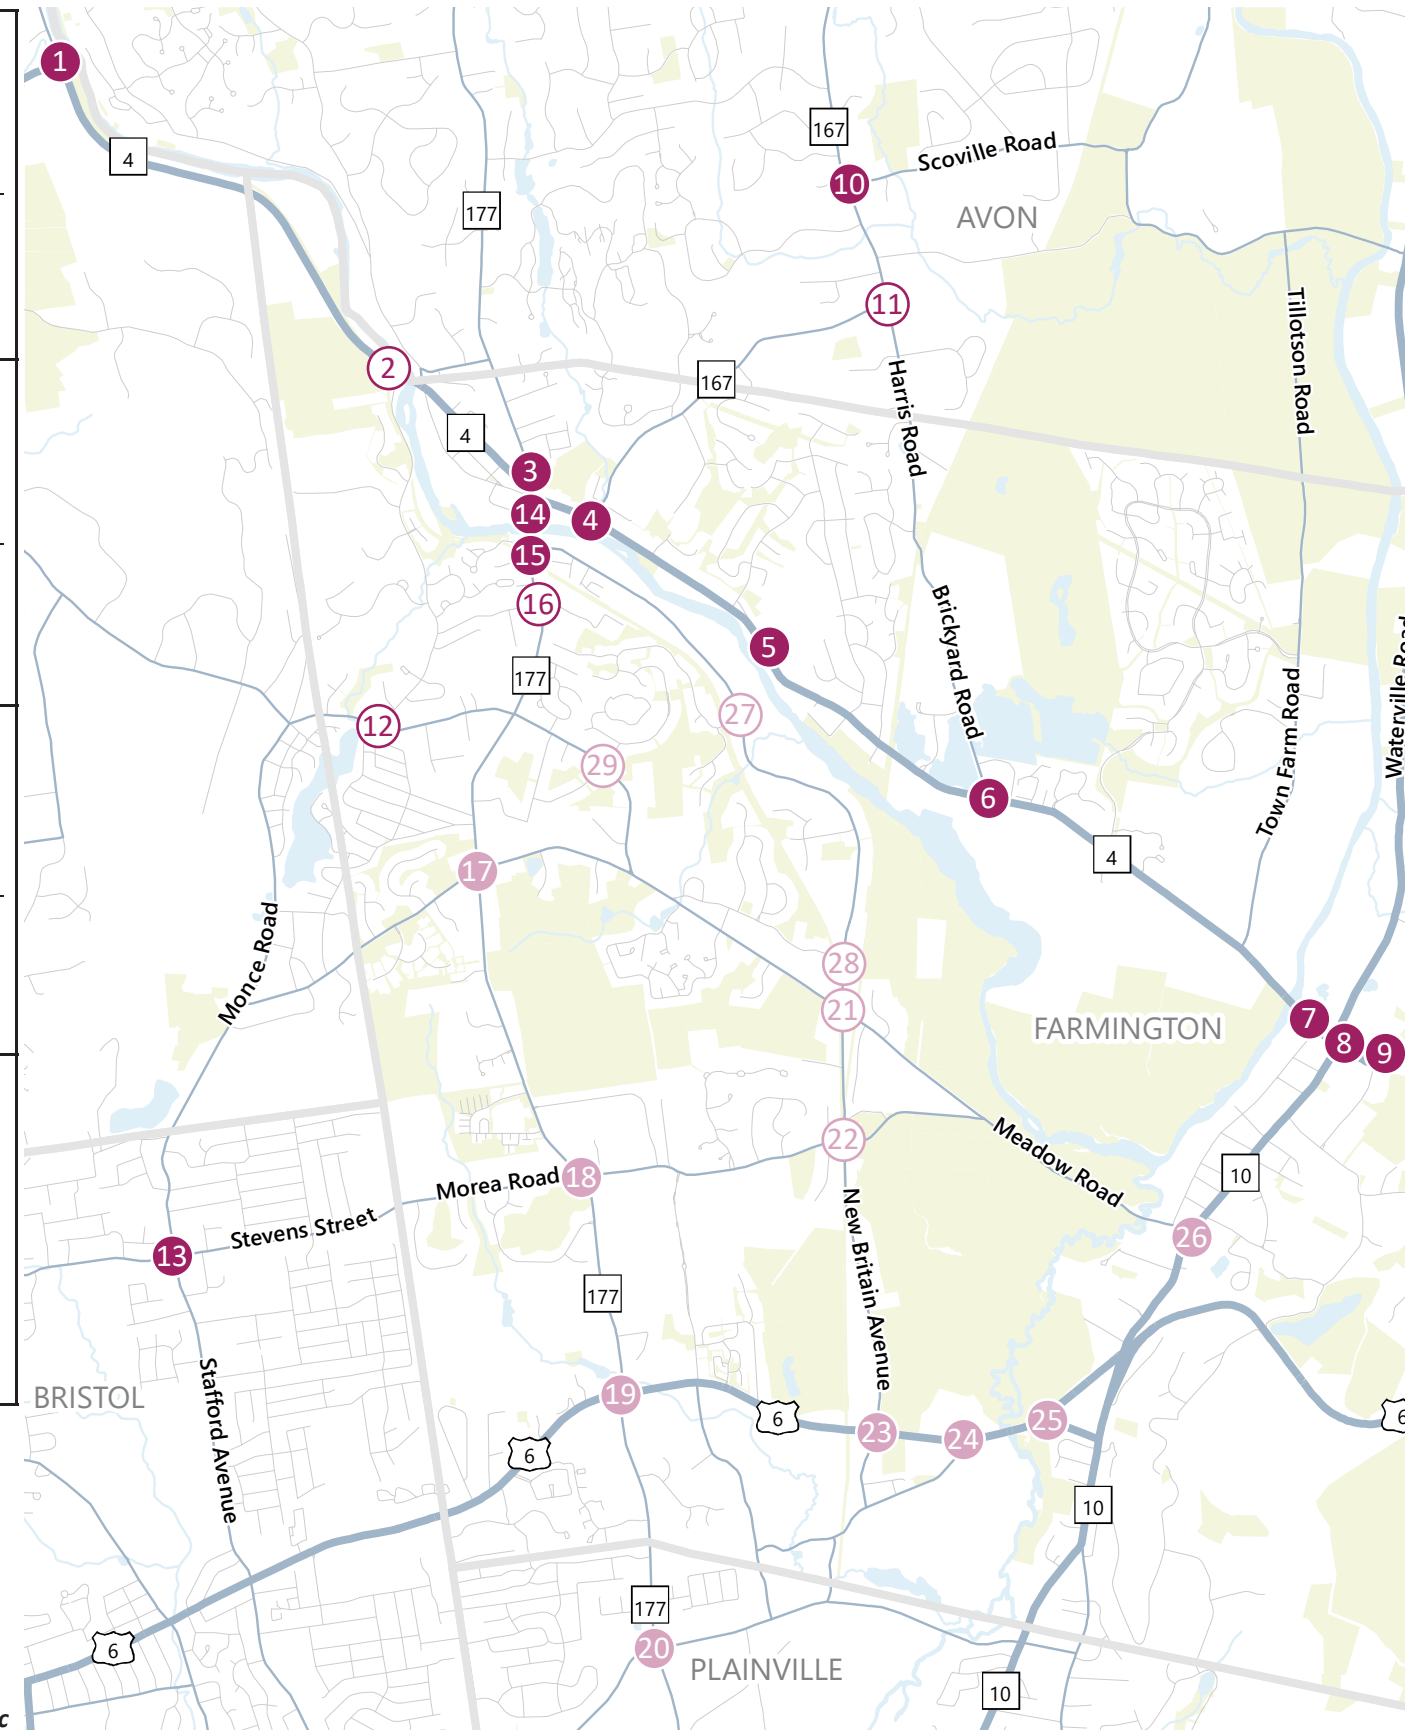 1
4
167
Scoville Road
10
177
AVON
11
Tillotson Road
2
167
Harris Road
4
3
14
4
15
16
Brickyard Road
5
177
Waterville Road
Town Farm Road
12
27
29
6
4
17
Monce Road
28
21
FARMINGTON
7
8
9
22
Meadow Road
10
Morea Road
18
Stevens Street
26
13
New Britain Avenue
177
Stafford Avenue
BRISTOL
19
6
23
24
25
6
6
10
177
6
20
PLAINVILLE
10
c